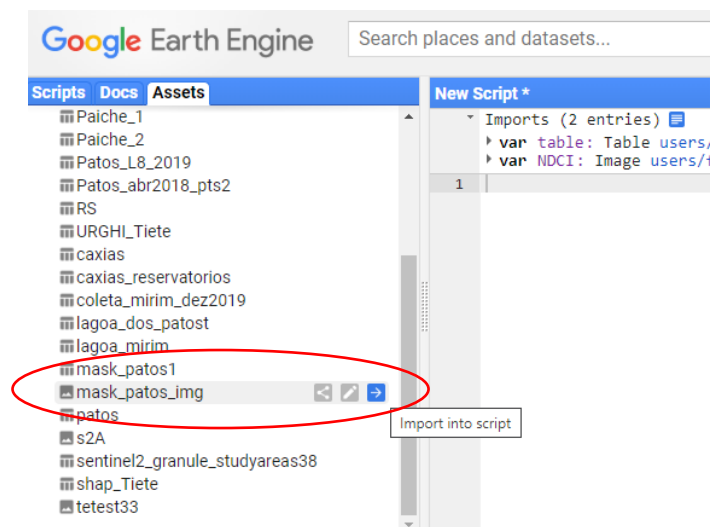 Google Earth Engine
Search places and datasets...
Scripts Docs Assets
Paiche_1
Paiche_2
Patos_L8_2019
Patos_abr2018_pts2
RS
URGHI_Tiete
caxias
caxias_reservatorios
coleta_mirim_dez2019
lagoa_dos_patost
lagoa_mirim
mask_patos1
mask_patos_img
patos
s2A
sentinel2_granule_studyareas38
shap_Tiete
tetest33
Import into script
New Script *
Imports (2 entries)
var table: Table users/
var NDCI: Image users/
1